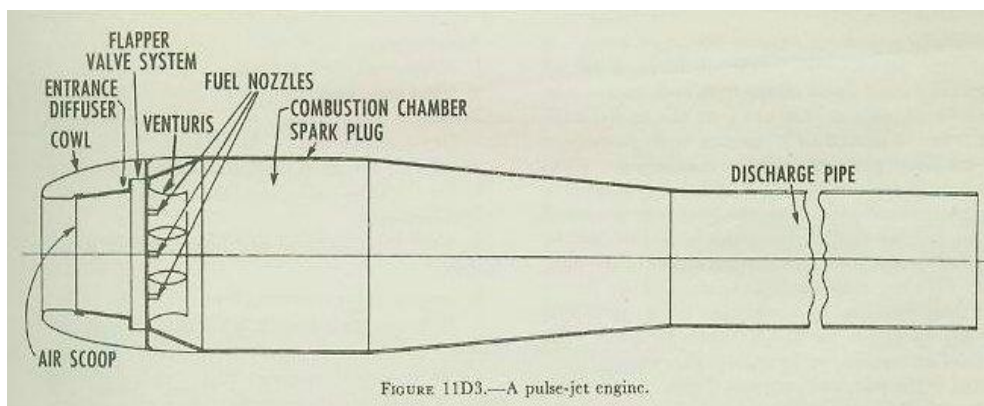 FLAPPER
VALVE SYSTEM
FUEL NOZZLES
ENTRANCE
DIFFUSER
COMBUSTION CHAMBER
SPARK PLUG
VENTURIS
COWL
DISCHARGE PIPE
AIR SCOOP
FIGURE 11D3.—A pulse-jet engine.